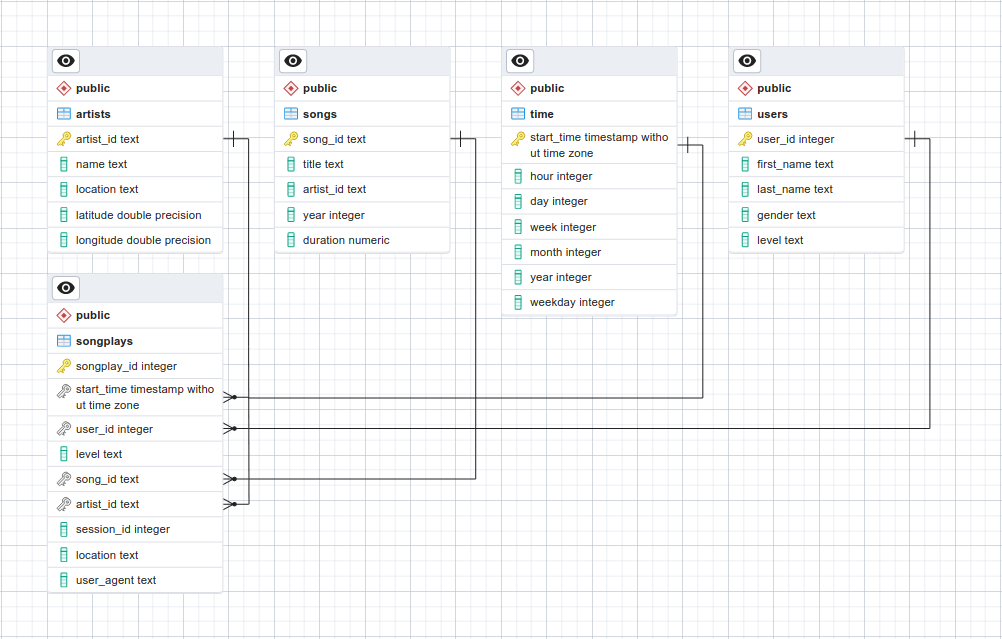 public
artists
artist_id text
name text
location text
latitude double precision
longitude double precision
public
songs
song_id text
title text
artist_id text
year integer
duration numeric
public
time
start_time timestamp witho
ut time zone
hour integer
day integer
week integer
month integer
year integer
weekday integer
public
users
user_id integer
first_name text
last_name text
gender text
level text
public
songplays
songplay_id integer
start_time timestamp witho
ut time zone
user_id integer
level text
song_id text
artist_id text
session_id integer
location text
user_agent text